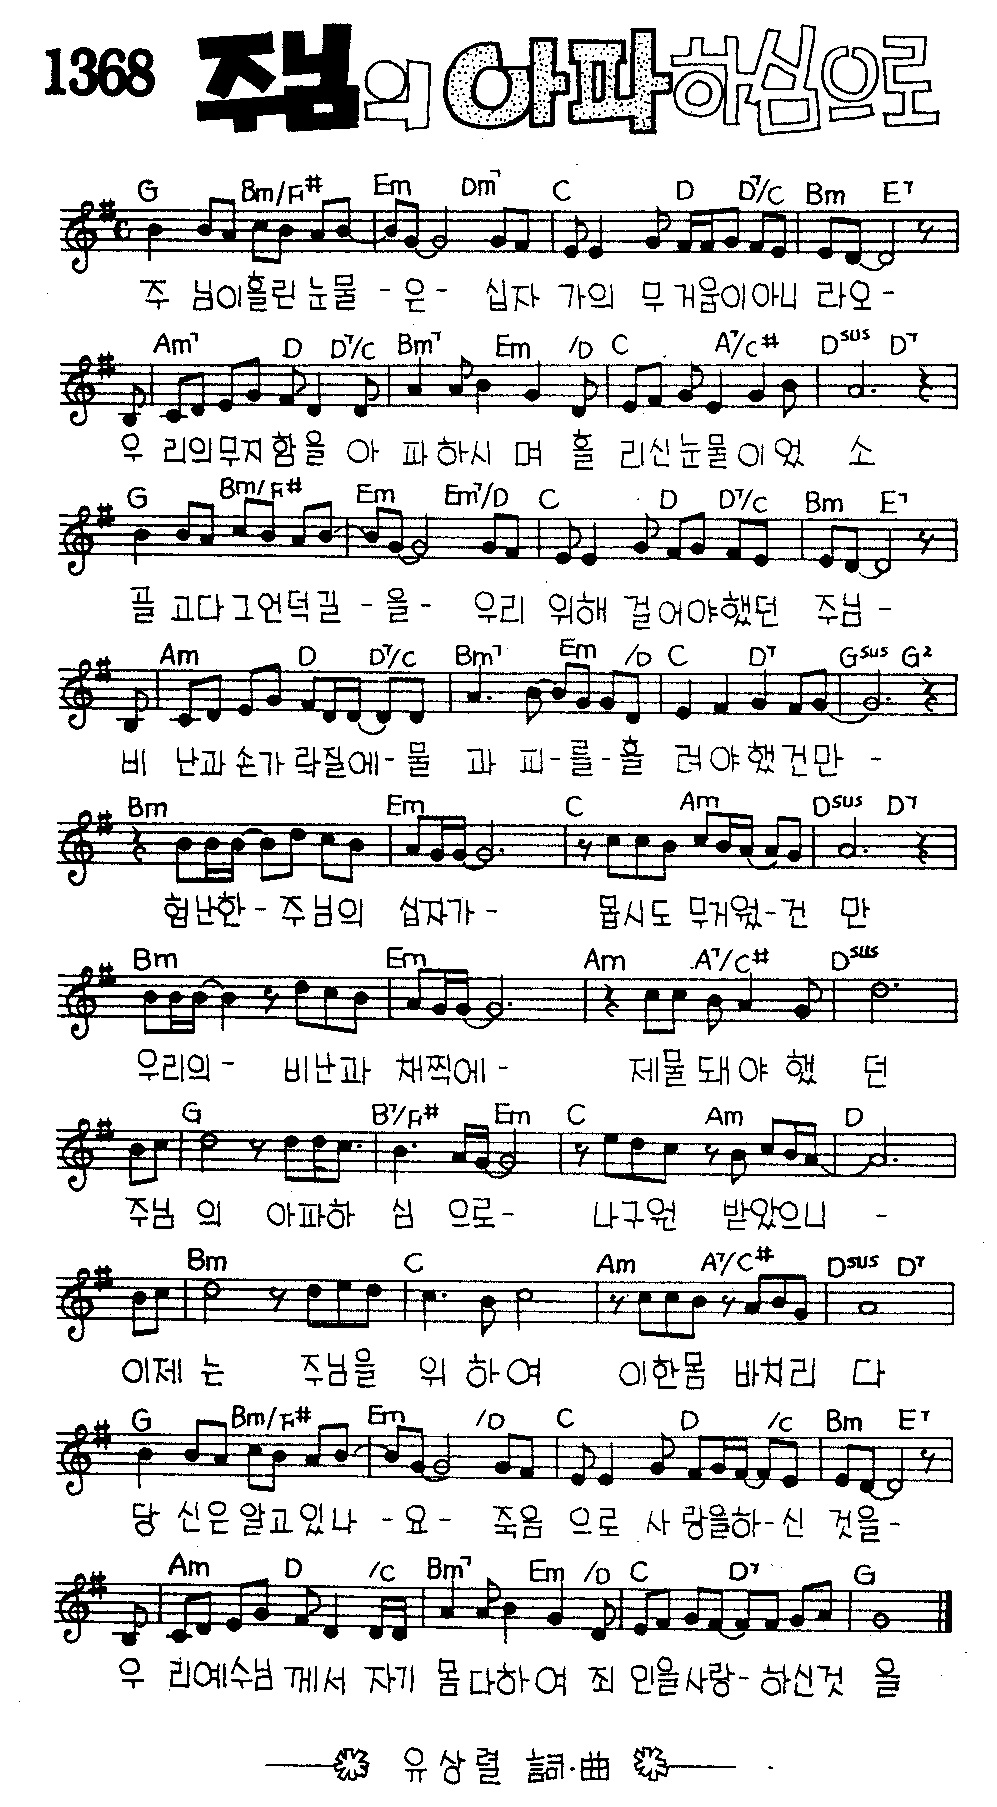 1368 주님의 아파하심으로
G Bm/F# Em Dm7 C D D7/C Bm E7
주 님이흘린 눈물 - 은 - 십자 가의 무거움이아니 라오 -
Am7 D D7/C Bm7 Em /D C A7/C# Dsus D7
우 리의무지함을 아 파하시 며 흘 리신눈물이었 소
G Bm/F# Em Em7/D C D D7/C Bm E7
끌 고다그언덕길 - 을 - 우리 위해 걸어야했던 주님 -
Am D D7/C Bm7 Em /D C D7 Gsus G2
비 난과 손가락질에 - 물 과 피 - 를 - 흘 려야했건만 -
Bm Em C Am Dsus D7
험난한 - 주님의 십자가 - 몹시도 무거웠 - 건 만
Bm Em Am A7/C# Dsus
우리의 - 비난과 채찍에 - 제물돼야 했 던
G B7/F# Em C Am D
주님 의 아파하 심 으로 - 나구원 받았으니 -
Bm C Am A7/C# Dsus D7
이제 는 주님을 위 하여 이한몸 바치리 다
G Bm/F# Em /D C D /C Bm E7
당 신은알고있나 - 요 - 죽음 으로 사 랑을하 - 신 것을 -
Am D /C Bm7 Em /D C D7 G
우 리예수님께서 자기 몸다하여 죄 인을사랑 - 하신것 을
유상렬 詞·曲